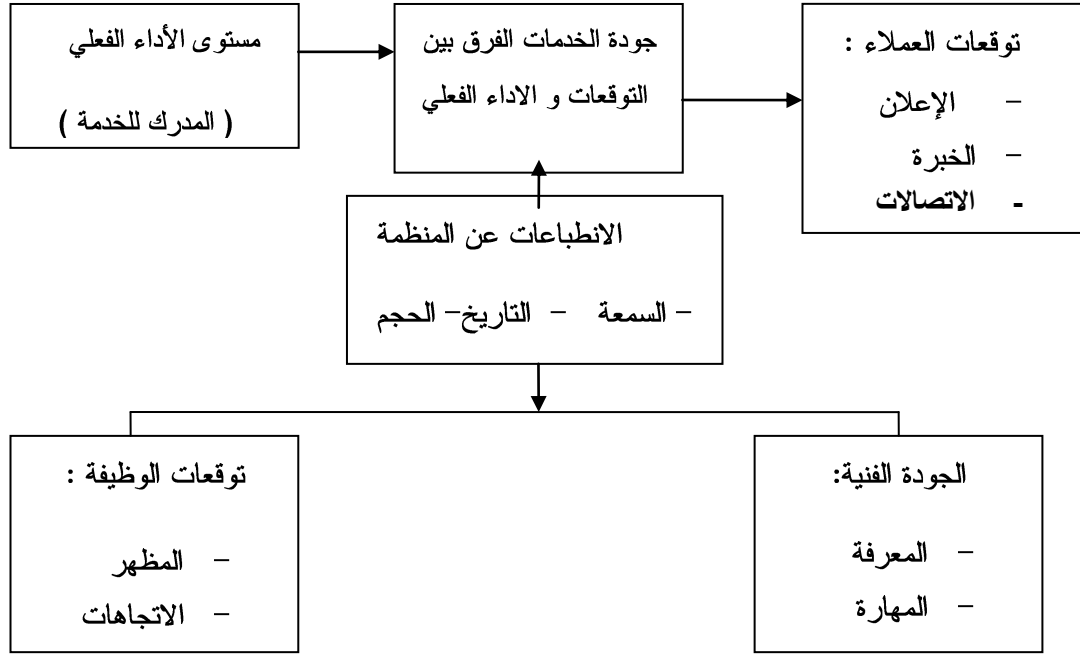 توقعات العملاء :
– الإعلان
– الخبرة
- الاتصالات
جودة الخدمات الفرق بين
التوقعات و الاداء الفعلي
مستوى الأداء الفعلي
( المدرك للخدمة )
الانطباعات عن المنظمة
– السمعة – التاريخ– الحجم
الجودة الفنية:
– المعرفة
– المهارة
توقعات الوظيفة :
– المظهر
– الاتجاهات